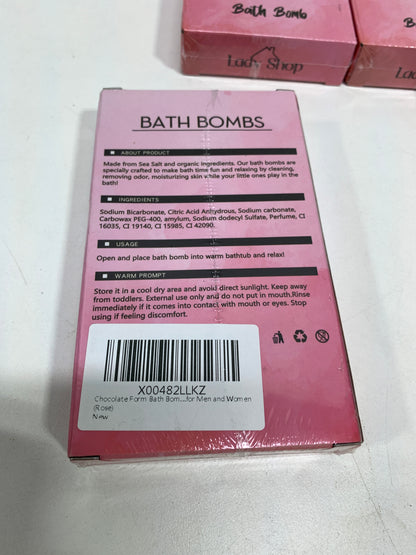 Bath Bomb
Lady Shop
BATH BOMBS
ABOUT PRODUCT
Made from Sea Salt and organic ingredients. Our bath bombs are
specially crafted to make bath time fun and relaxing by cleaning,
removing odor, moisturizing skin while your little ones play in the
bath!
INGREDIENTS
Sodium Bicarbonate, Citric Acid Anhydrous, Sodium carbonate,
Carbowax PEG-400, amylum, Sodium dodecyl Sulfate, Perfume, CI
16035, CI 19140, CI 15985, CI 42090.
USAGE
Open and place bath bomb into warm bathtub and relax!
WARM PROMPT
Store it in a cool dry area and avoid direct sunlight. Keep away
from toddlers. External use only and do not put in mouth.Rinse
immediately if it comes into contact with mouth or eyes. Stop
using if feeling discomfort.
X00482LLKZ
Chocolate Form Bath Bom...for Men and Women
(Rose)
New